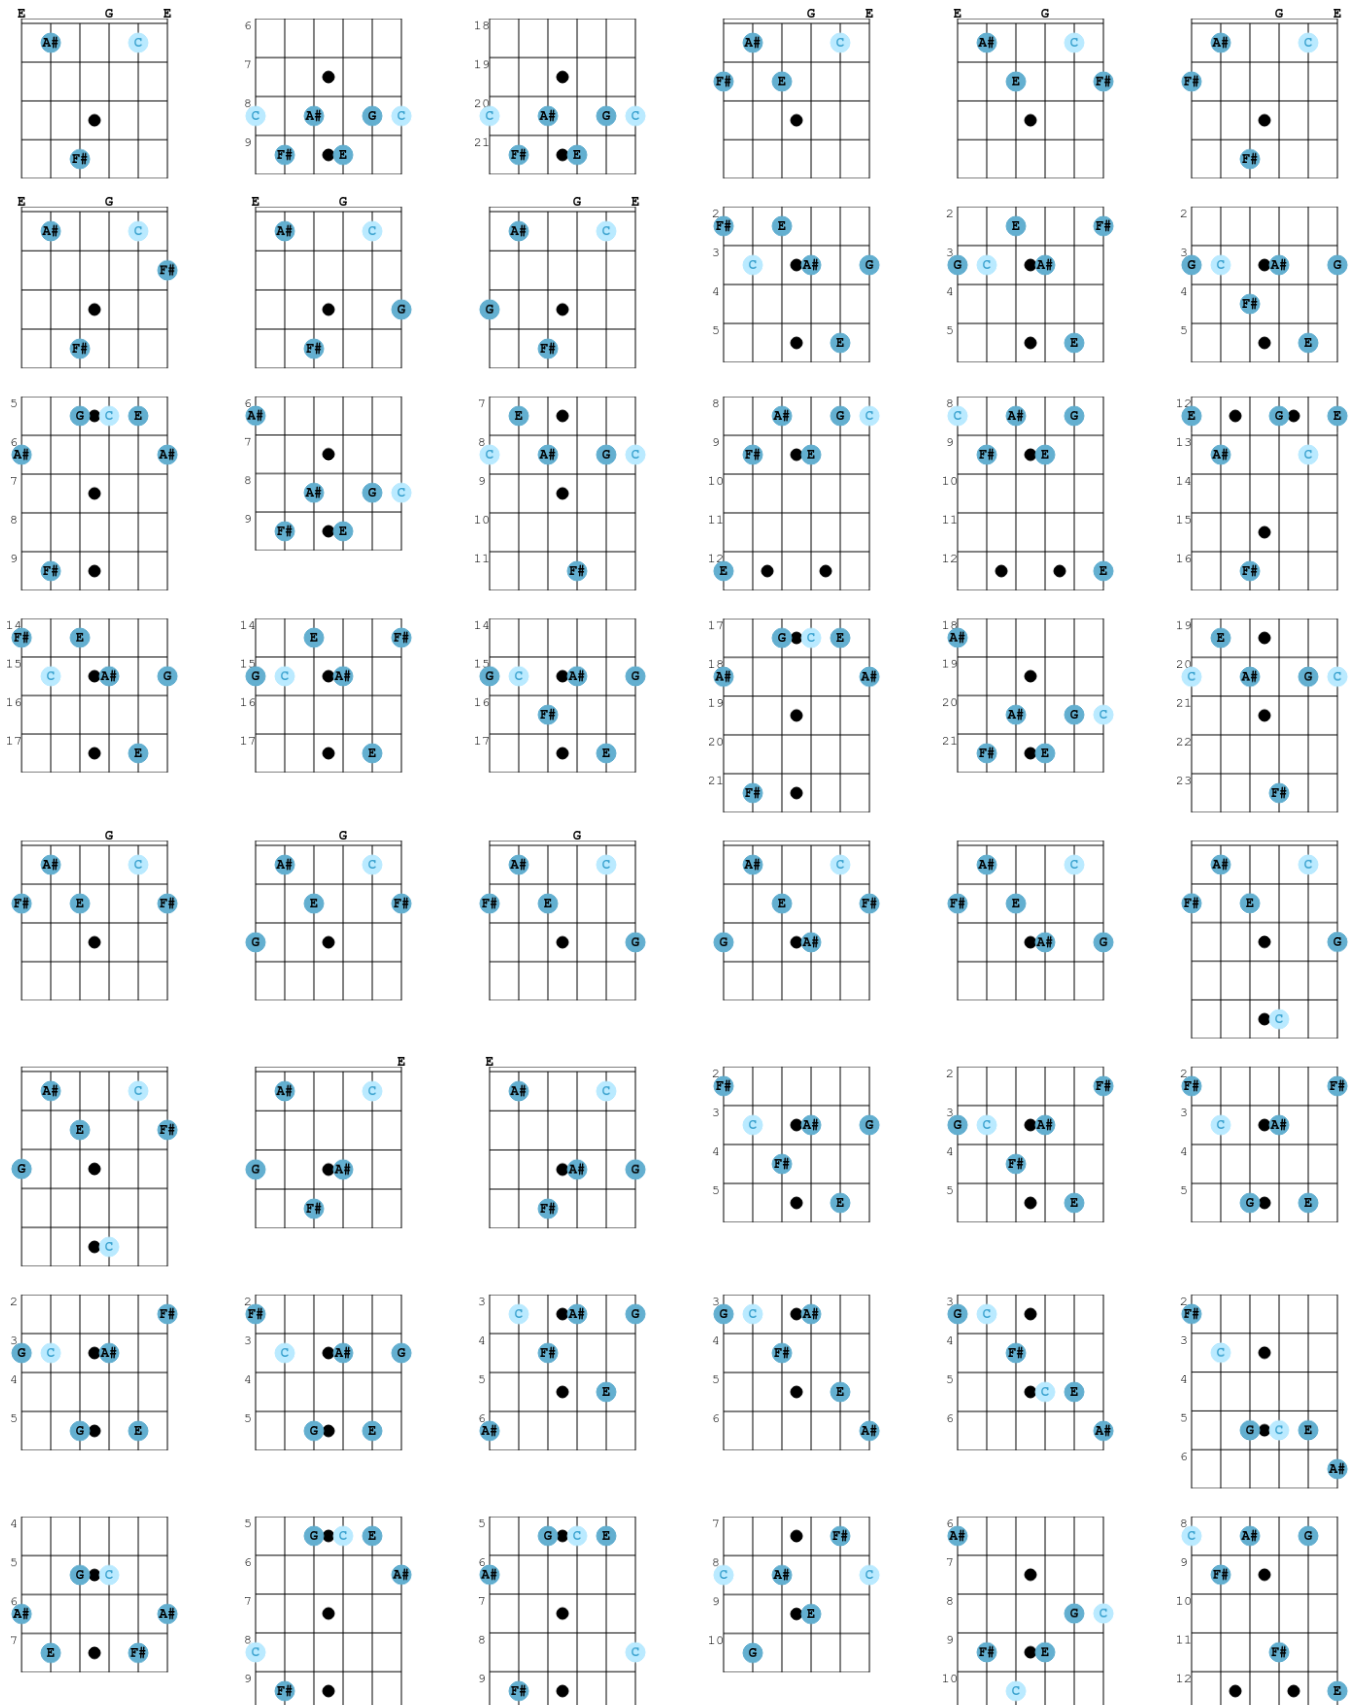 E G E G E E G G E
6 18
A# C A# C A# C A# C
7 19
F# E E F# F#
8 20
C A# G C C A# G C
9 21
F# F# E F# E F#
E G E G G E
2 2 2
A# C A# C A# C F# E E F#
3 3 3
F# C A# G G C A# G C A# G
4 4 4
G G F#
5 5 5
F# F# F# E E E
5 6 7 8 8 12
G C E A# E A# G C C A# G E G E
6 7 8 9 9 13
A# A# C A# G C F# E F# E A# C
7 8 9 10 10 14
A# G C
8 9 10 11 11 15
F# E
9 11 12 12 16
F# F# E E F#
14 14 14 17 18 19
F# E E F# G C E A# E
15 15 15 18 19 20
C A# G G C A# G C A# G A# A# C A# G C
16 16 16 19 20 21
F# A# G C
17 17 17 20 21 22
E E E F# E
21 23
F# F#
G G G
A# C A# C A# C A# C A# C A# C
F# E F# E F# F# E E F# F# E F# E
G G G A# A# G G
C
E E
2 2 2
A# C A# C A# C F# F# F# F#
3 3 3
E F# C A# G G C A# C A#
4 4 4
G G A# A# G F# F#
5 5 5
F# F# E E G E
C
2 2 3 3 3 2
F# F# C A# G G C A# G C F#
3 3 4 4 4 3
G C A# C A# G F# F# F# C
4 4 5 5 5 4
E E C E
5 5 6 6 6 5
G E G E A# A# A# G C E
6
A#
4 5 5 7 6 8
G C E G C E F# A# C A# G
5 6 6 8 7 9
G C A# A# C A# C F#
6 7 7 9 8 10
A# A# E G C
7 8 8 10 9 11
E F# C C G F# E F#
9 9 10 12
F# F# C E